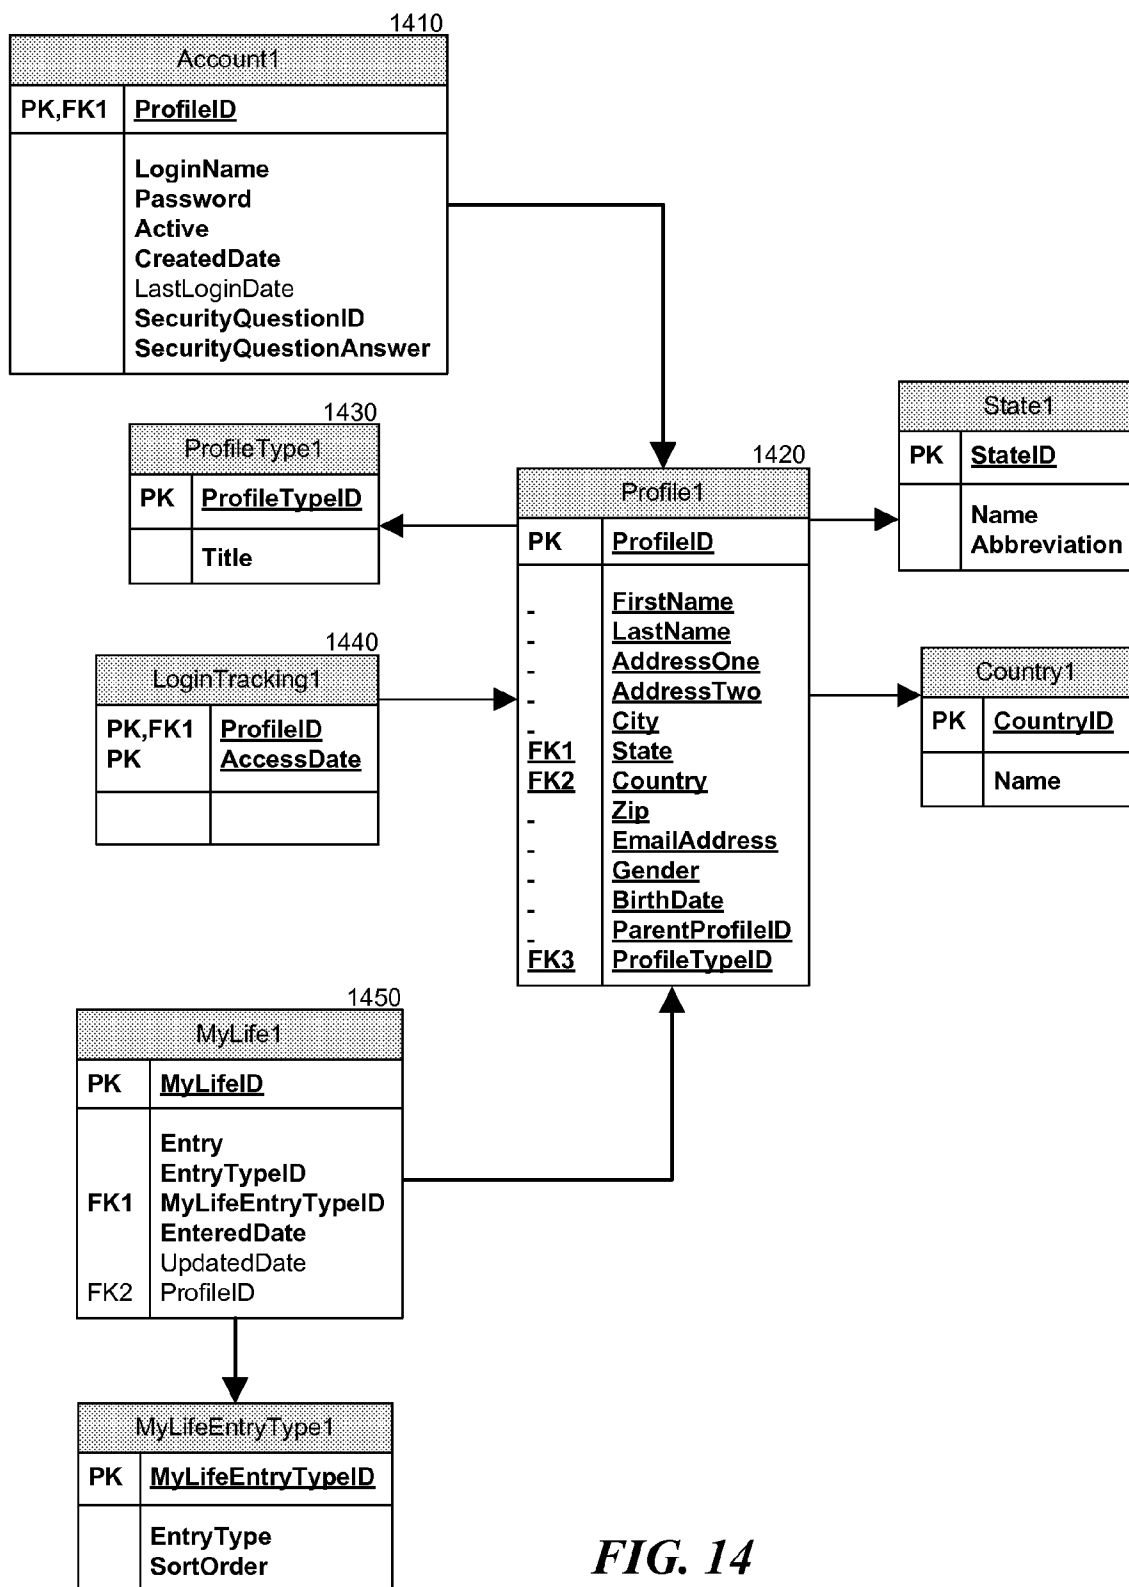 1410
Account1
PK,FK1 ProfileID
LoginName
Password
Active
CreatedDate
LastLoginDate
SecurityQuestionID
SecurityQuestionAnswer
1430
ProfileType1
PK ProfileTypeID
Title
1420
Profile1
PK ProfileID
_ FirstName
_ LastName
_ AddressOne
_ AddressTwo
_ City
FK1 State
FK2 Country
_ Zip
_ EmailAddress
_ Gender
_ BirthDate
_ ParentProfileID
FK3 ProfileTypeID
State1
PK StateID
Name
Abbreviation
1440
LoginTracking1
PK,FK1 ProfileID
PK AccessDate
Country1
PK CountryID
Name
1450
MyLife1
PK MyLifeID
Entry
EntryTypeID
FK1 MyLifeEntryTypeID
EnteredDate
UpdatedDate
FK2 ProfileID
MyLifeEntryType1
PK MyLifeEntryTypeID
EntryType
SortOrder
FIG. 14